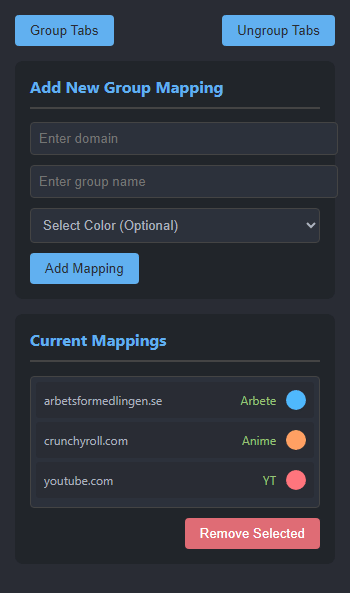 Group Tabs
Ungroup Tabs
Add New Group Mapping
Enter domain
Enter group name
Select Color (Optional)
Add Mapping
Current Mappings
arbetsformedlingen.se Arbete
crunchyroll.com Anime
youtube.com YT
Remove Selected